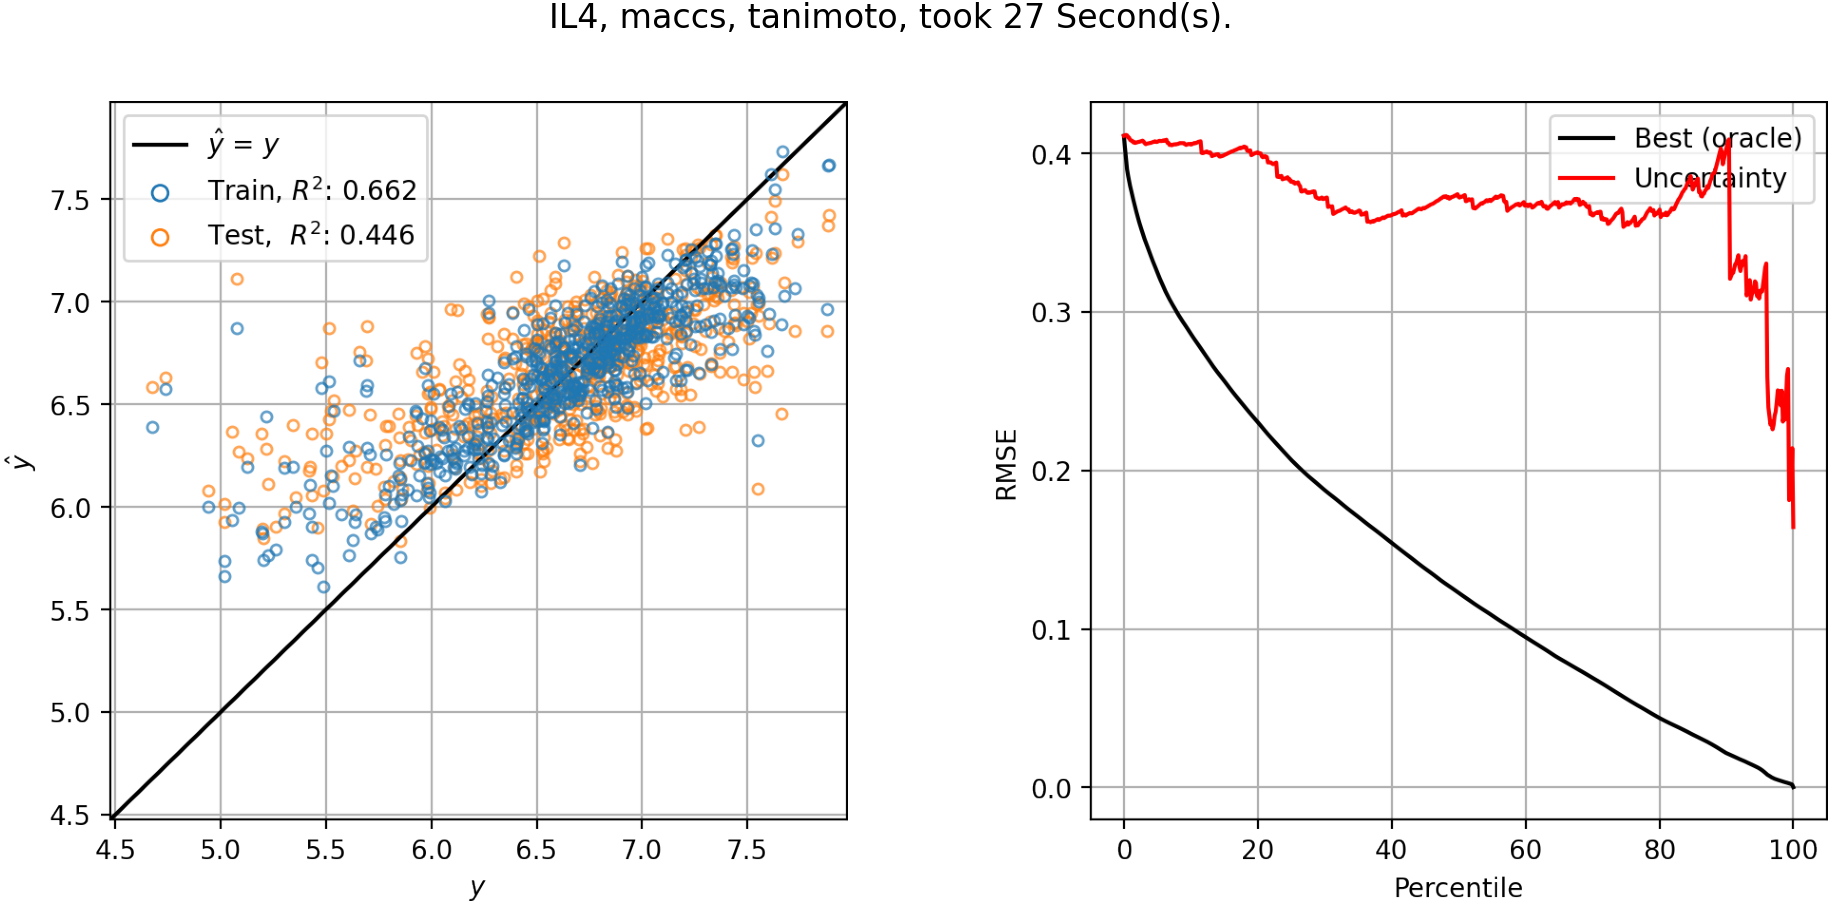 IL4, maccs, tanimoto, took 27 Second(s).
ŷ = y
Train, R²: 0.662
Test, R²: 0.446
7.5
7.0
6.5
6.0
5.5
5.0
4.5
4.5 5.0 5.5 6.0 6.5 7.0 7.5
y
ŷ
Best (oracle)
Uncertainty
0.4
0.3
0.2
0.1
0.0
0 20 40 60 80 100
Percentile
RMSE